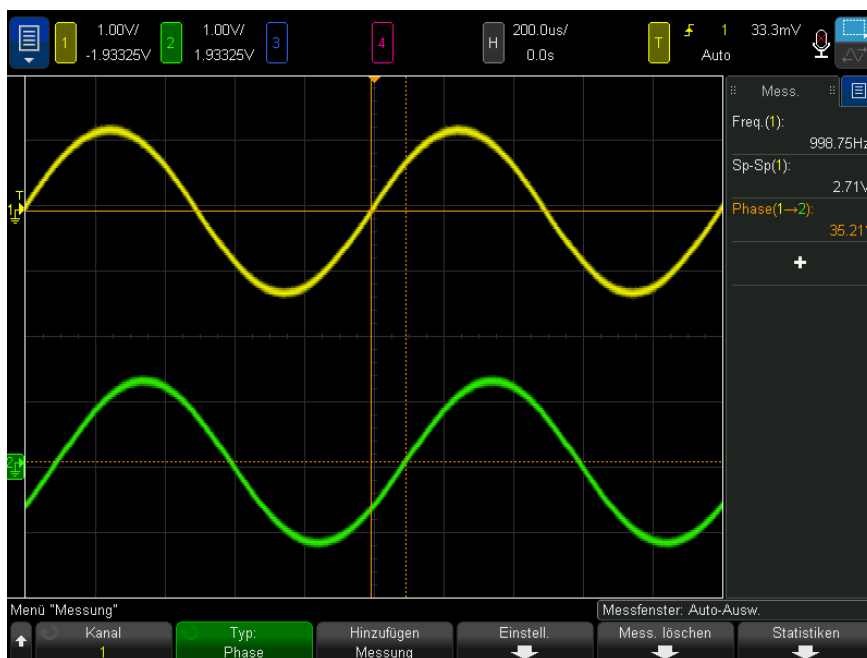 1 1.00V/ 2 1.00V/ 3 4 H 200.0us/ T 1 33.3mV
-1.93325V 1.93325V 0.0s Auto
Mess.
Freq.(1):
998.75Hz
Sp-Sp(1):
2.71V
Phase(1→2):
35.21°
+
T
1
2
Menü "Messung"
Messfenster: Auto-Ausw.
Kanal Typ: Hinzufügen Einstell. Mess. löschen Statistiken
1 Phase Messung